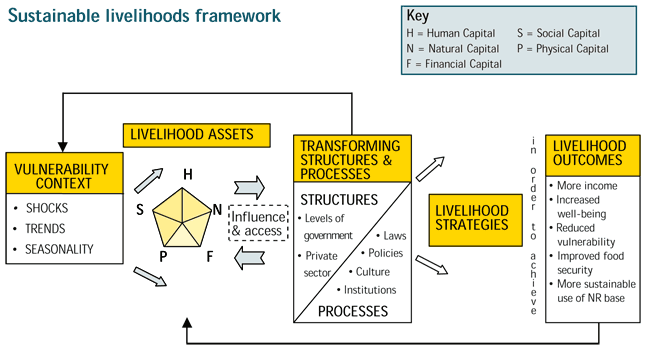 Sustainable livelihoods framework
Key
H = Human Capital
S = Social Capital
N = Natural Capital
P = Physical Capital
F = Financial Capital
VULNERABILITY
CONTEXT
• SHOCKS
• TRENDS
• SEASONALITY
LIVELIHOOD ASSETS
H
S
N
P
F
Influence
& access
TRANSFORMING
STRUCTURES &
PROCESSES
STRUCTURES
• Levels of
government
• Private
sector
• Laws
• Policies
• Culture
• Institutions
PROCESSES
LIVELIHOOD
STRATEGIES
in order to achieve
LIVELIHOOD
OUTCOMES
• More income
• Increased
well-being
• Reduced
vulnerability
• Improved food
security
• More sustainable
use of NR base